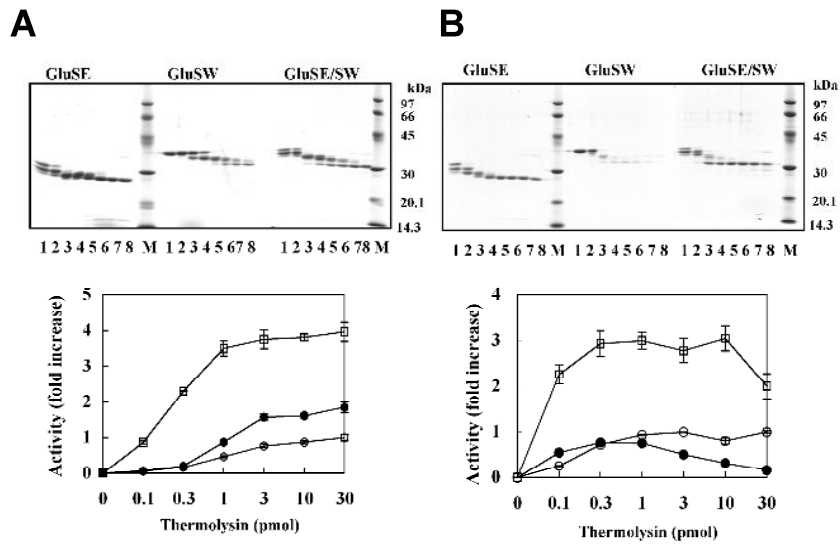 A
GluSE GluSW GluSE/SW
kDa
97
66
45
30
20.1
14.3
1 2 3 4 5 6 7 8 M 1 2 3 4 5 6 7 8 1 2 3 4 5 6 7 8 M
Activity (fold increase)
5
4
3
2
1
0
0 0.1 0.3 1 3 10 30
Thermolysin (pmol)
B
GluSE GluSW GluSE/SW
kDa
97
66
45
30
20.1
14.3
1 2 3 4 5 6 7 8 M 1 2 3 4 5 6 7 8 1 2 3 4 5 6 7 8 M
Activity (fold increase)
4
3
2
1
0
0 0.1 0.3 1 3 10 30
Thermolysin (pmol)